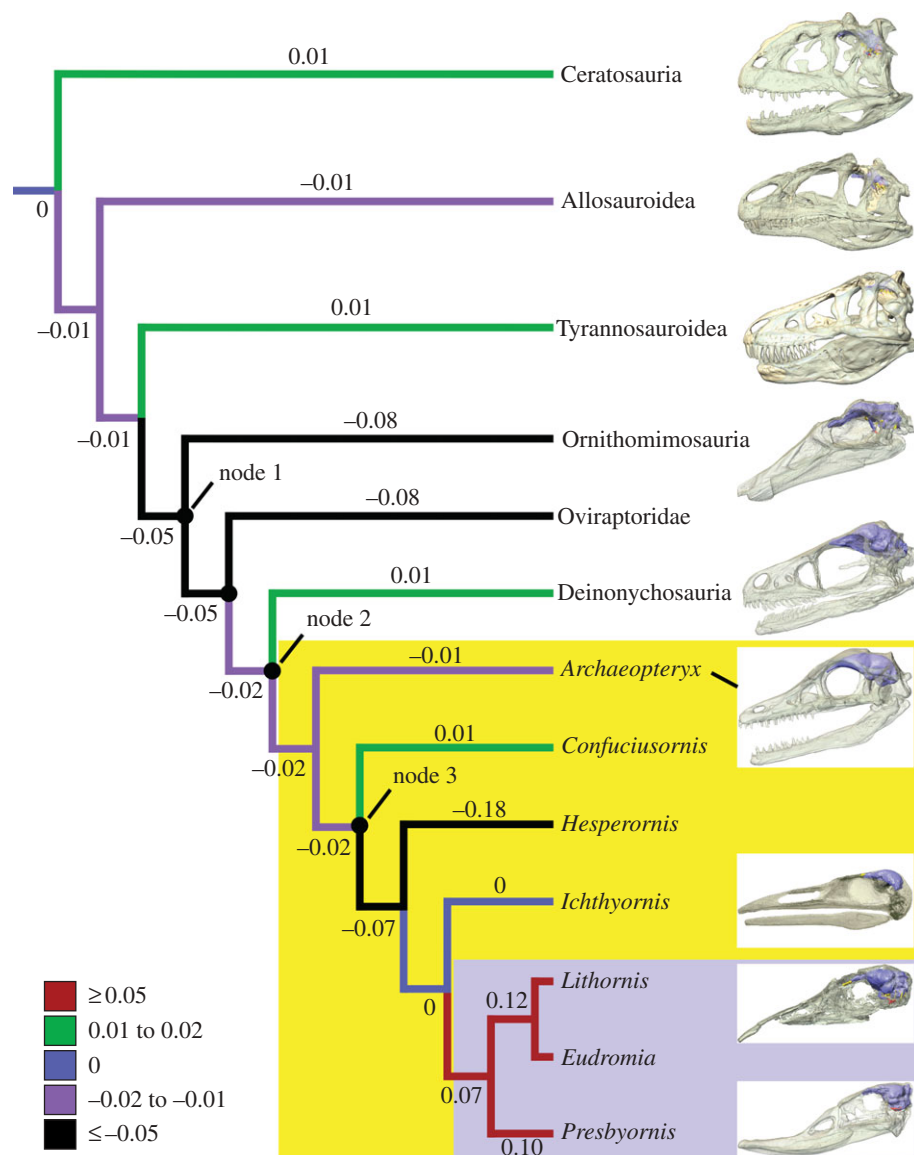 0.01
Ceratosauria
0
–0.01
Allosauroidea
–0.01
0.01
Tyrannosauroidea
–0.01
–0.08
Ornithomimosauria
node 1
–0.05
–0.08
Oviraptoridae
–0.05
0.01
Deinonychosauria
node 2
–0.02
–0.01
Archaeopteryx
–0.02
0.01
Confuciusornis
node 3
–0.02
–0.18
Hesperornis
–0.07
0
Ichthyornis
0
0.12
Lithornis
Eudromia
0.07
0.10
Presbyornis
≥0.05
0.01 to 0.02
0
–0.02 to –0.01
≤–0.05